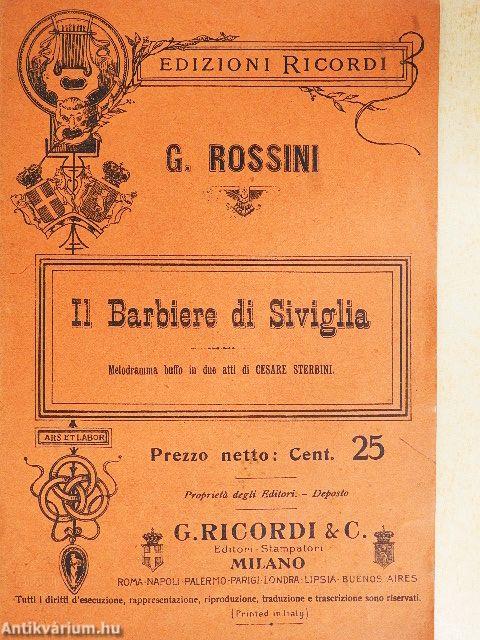 EDIZIONI RICORDI
G. ROSSINI
Il Barbiere di Siviglia
Melodramma buffo in due atti di CESARE STERBINI.
ARS ET LABOR
Prezzo netto: Cent. 25
Proprietà degli Editori. - Deposto
G. RICORDI & C.
Editori-Stampatori
MILANO
ROMA-NAPOLI-PALERMO-PARIGI-LONDRA-LIPSIA-BUENOS AIRES
Tutti i diritti d'esecuzione, rappresentazione, riproduzione, traduzione e trascrizione sono riservati.
(Printed in Italy)
Antikvárium.hu